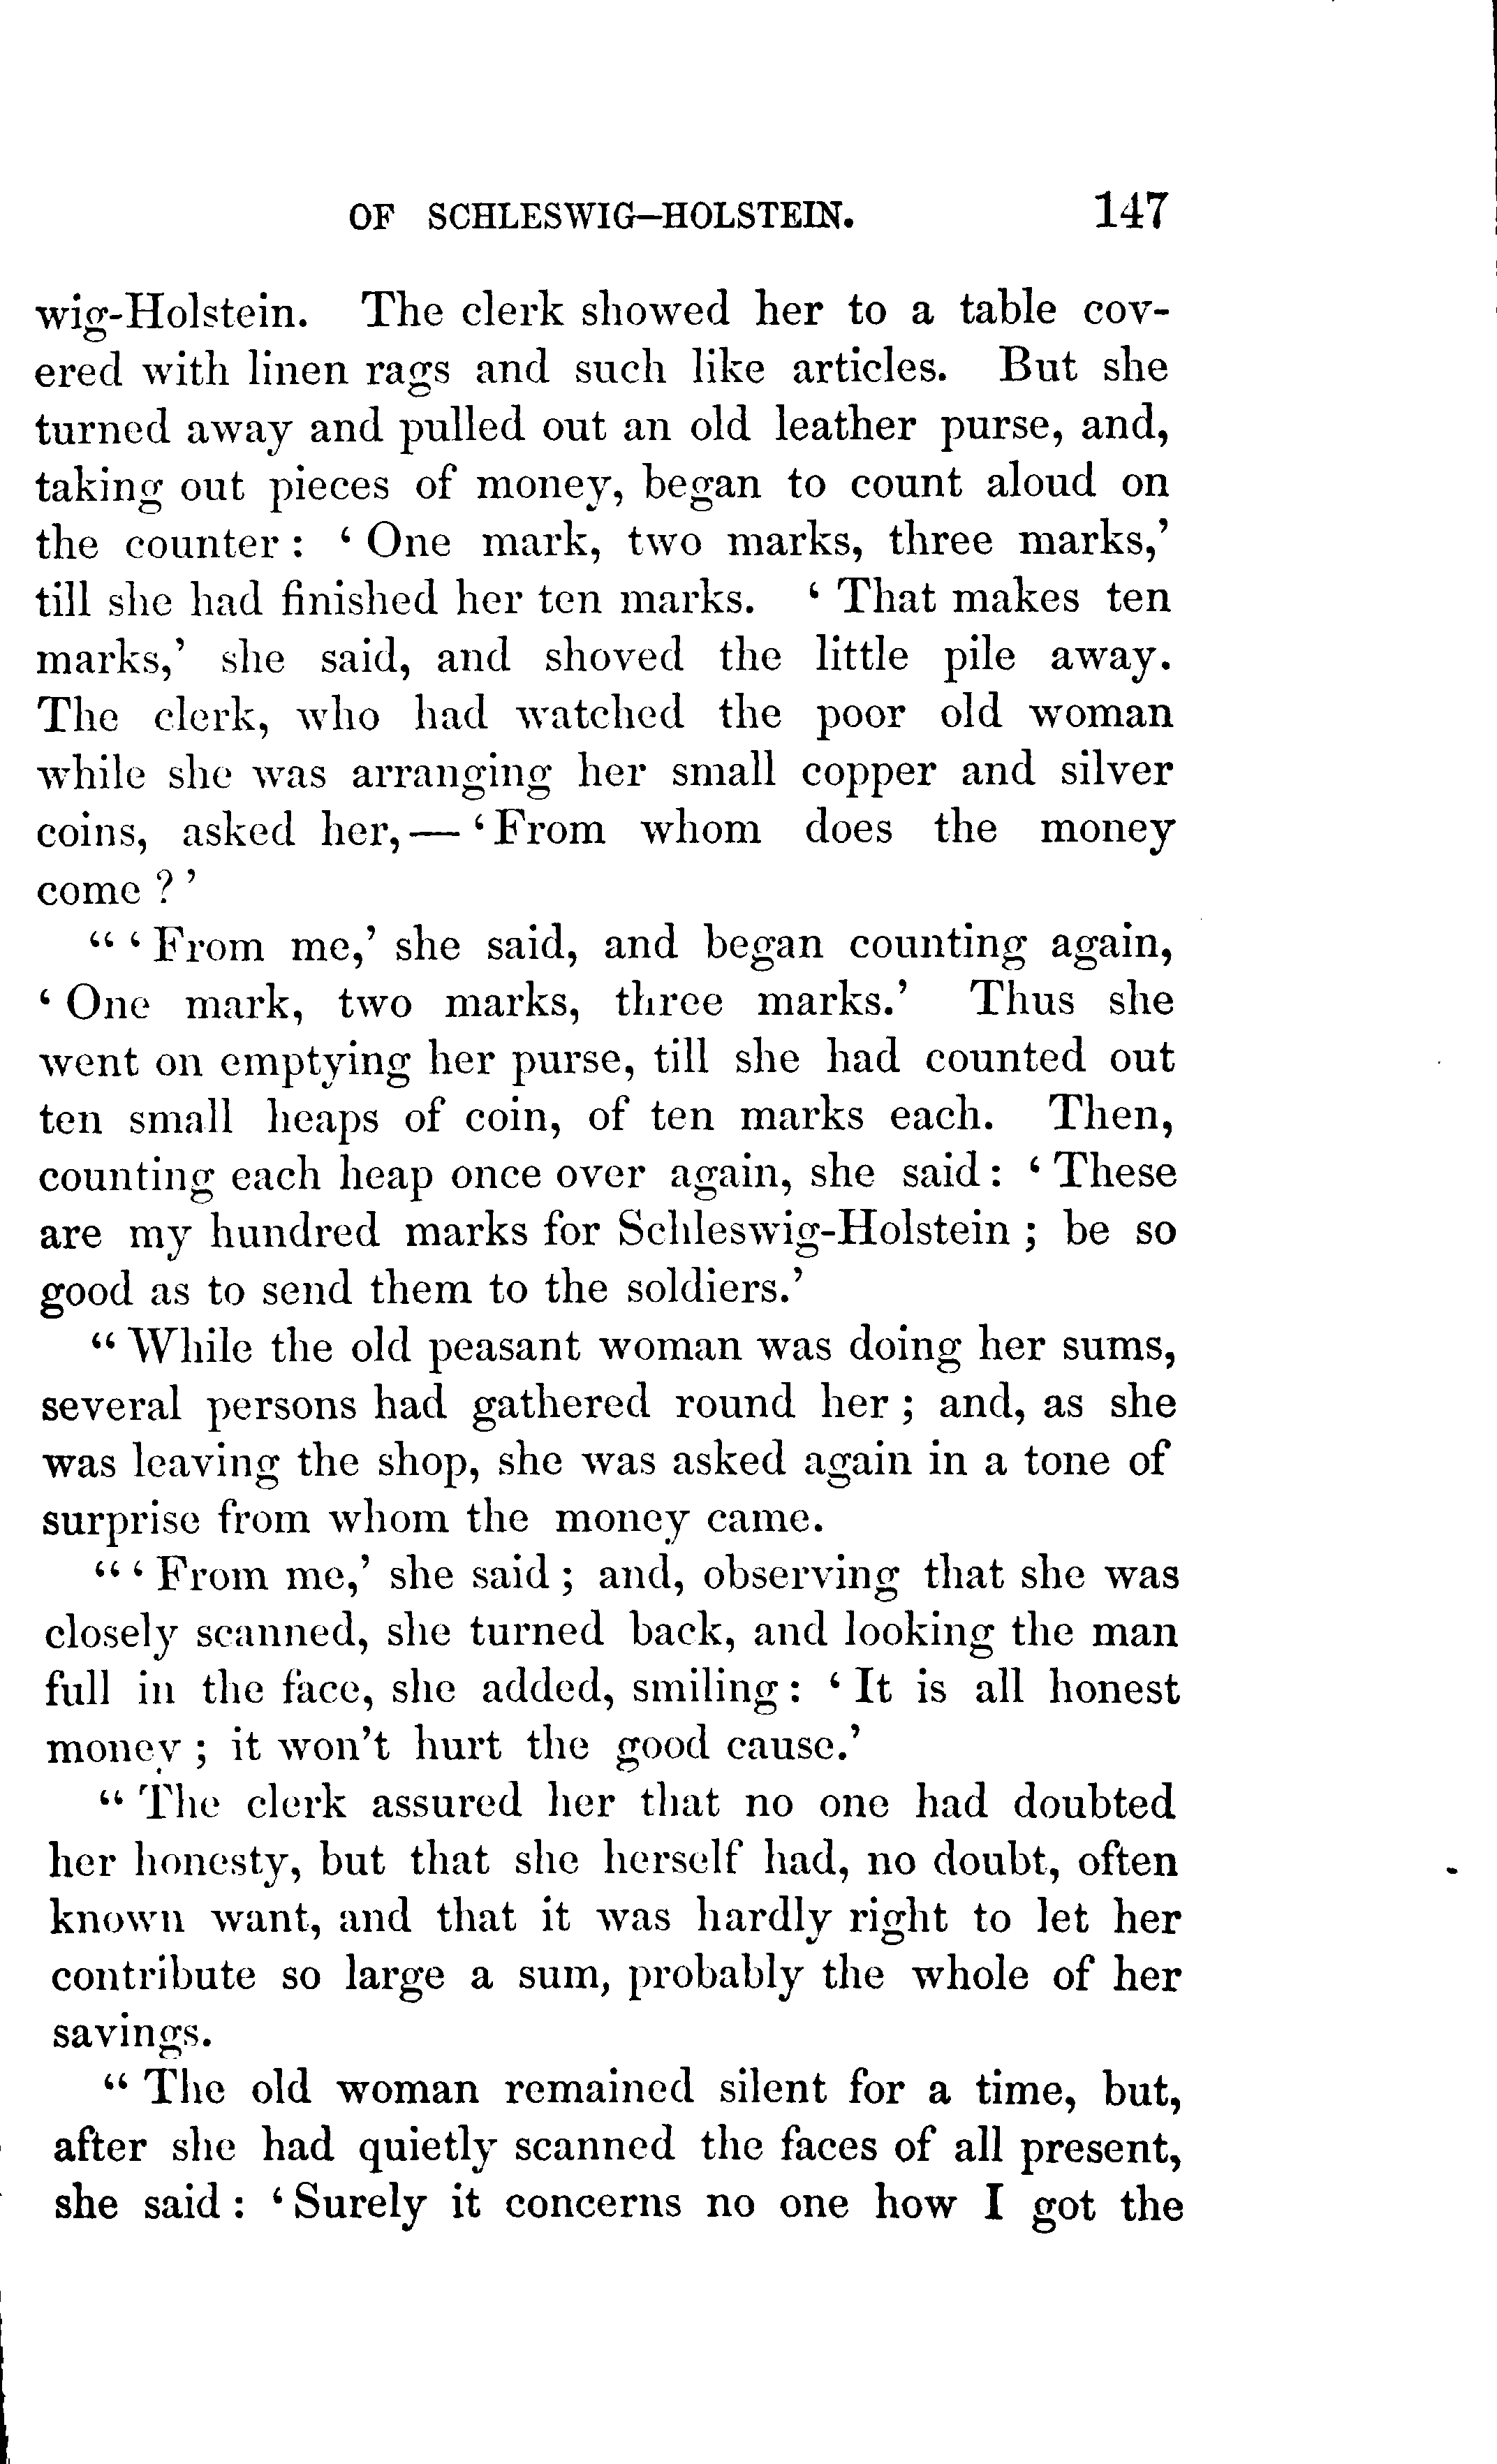 OF SCHLESWIG-HOLSTEIN. 147
wig-Holstein. The clerk showed her to a table cov-
ered with linen rags and such like articles. But she
turned away and pulled out an old leather purse, and,
taking out pieces of money, began to count aloud on
the counter: ‘One mark, two marks, three marks,’
till she had finished her ten marks. ‘That makes ten
marks,’ she said, and shoved the little pile away.
The clerk, who had watched the poor old woman
while she was arranging her small copper and silver
coins, asked her,—‘From whom does the money
come?’
“‘From me,’ she said, and began counting again,
‘One mark, two marks, three marks.’ Thus she
went on emptying her purse, till she had counted out
ten small heaps of coin, of ten marks each. Then,
counting each heap once over again, she said: ‘These
are my hundred marks for Schleswig-Holstein; be so
good as to send them to the soldiers.’
“While the old peasant woman was doing her sums,
several persons had gathered round her; and, as she
was leaving the shop, she was asked again in a tone of
surprise from whom the money came.
“‘From me,’ she said; and, observing that she was
closely scanned, she turned back, and looking the man
full in the face, she added, smiling: ‘It is all honest
money; it won't hurt the good cause.’
“The clerk assured her that no one had doubted
her honesty, but that she herself had, no doubt, often
known want, and that it was hardly right to let her
contribute so large a sum, probably the whole of her
savings.
“The old woman remained silent for a time, but,
after she had quietly scanned the faces of all present,
she said: ‘Surely it concerns no one how I got the